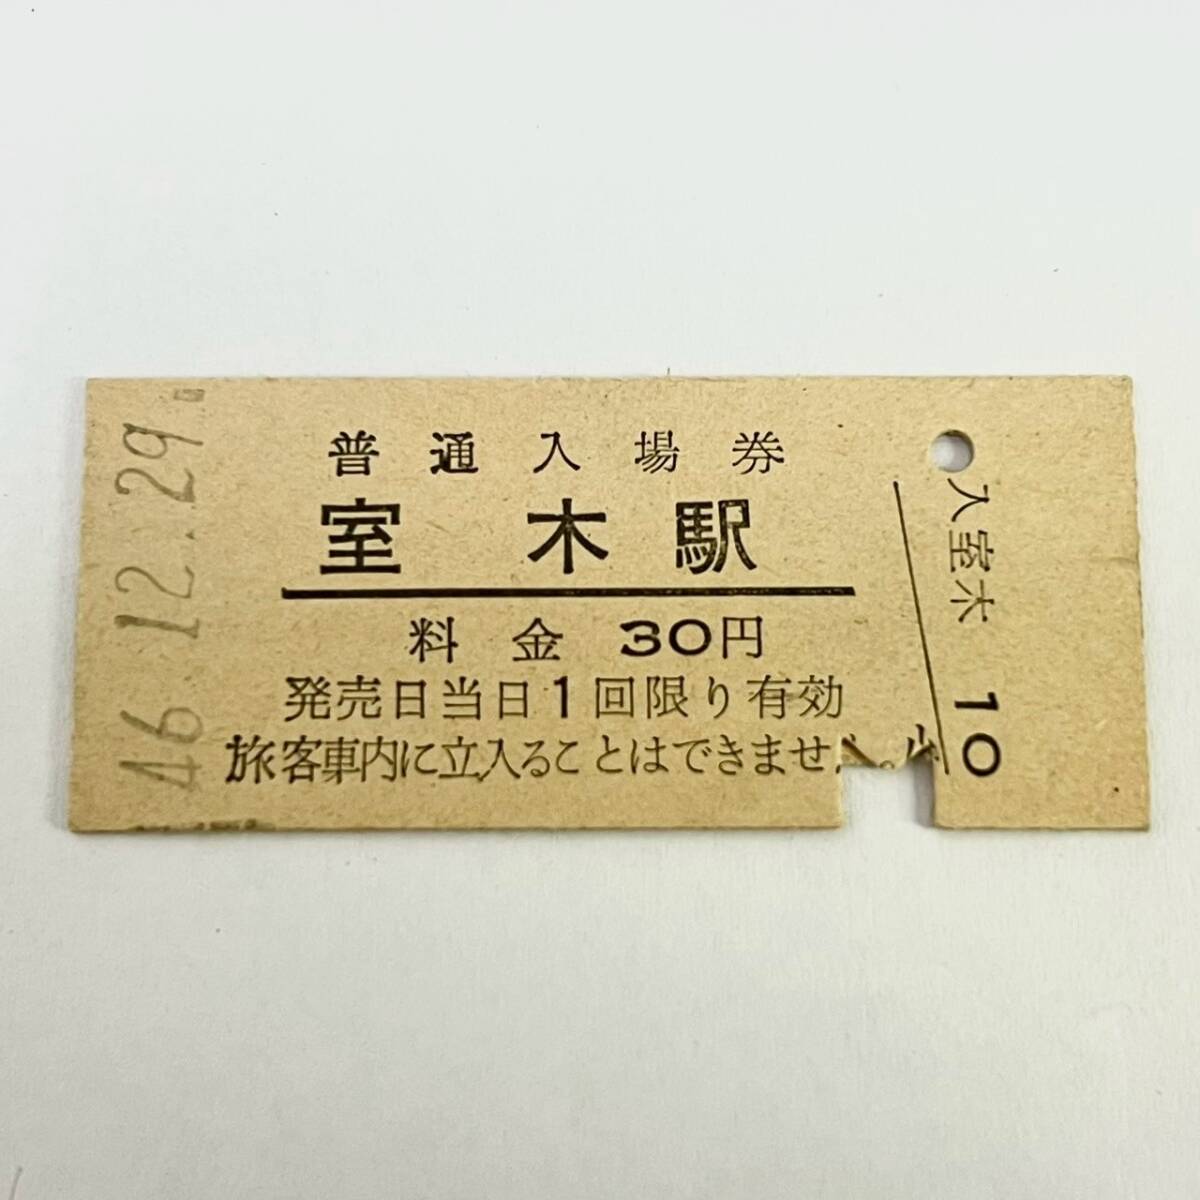 46.12.29
普通入場券
室木駅
料金 30円
発売日当日1回限り有効
旅客車内に立入ることはできませ
入室木
10